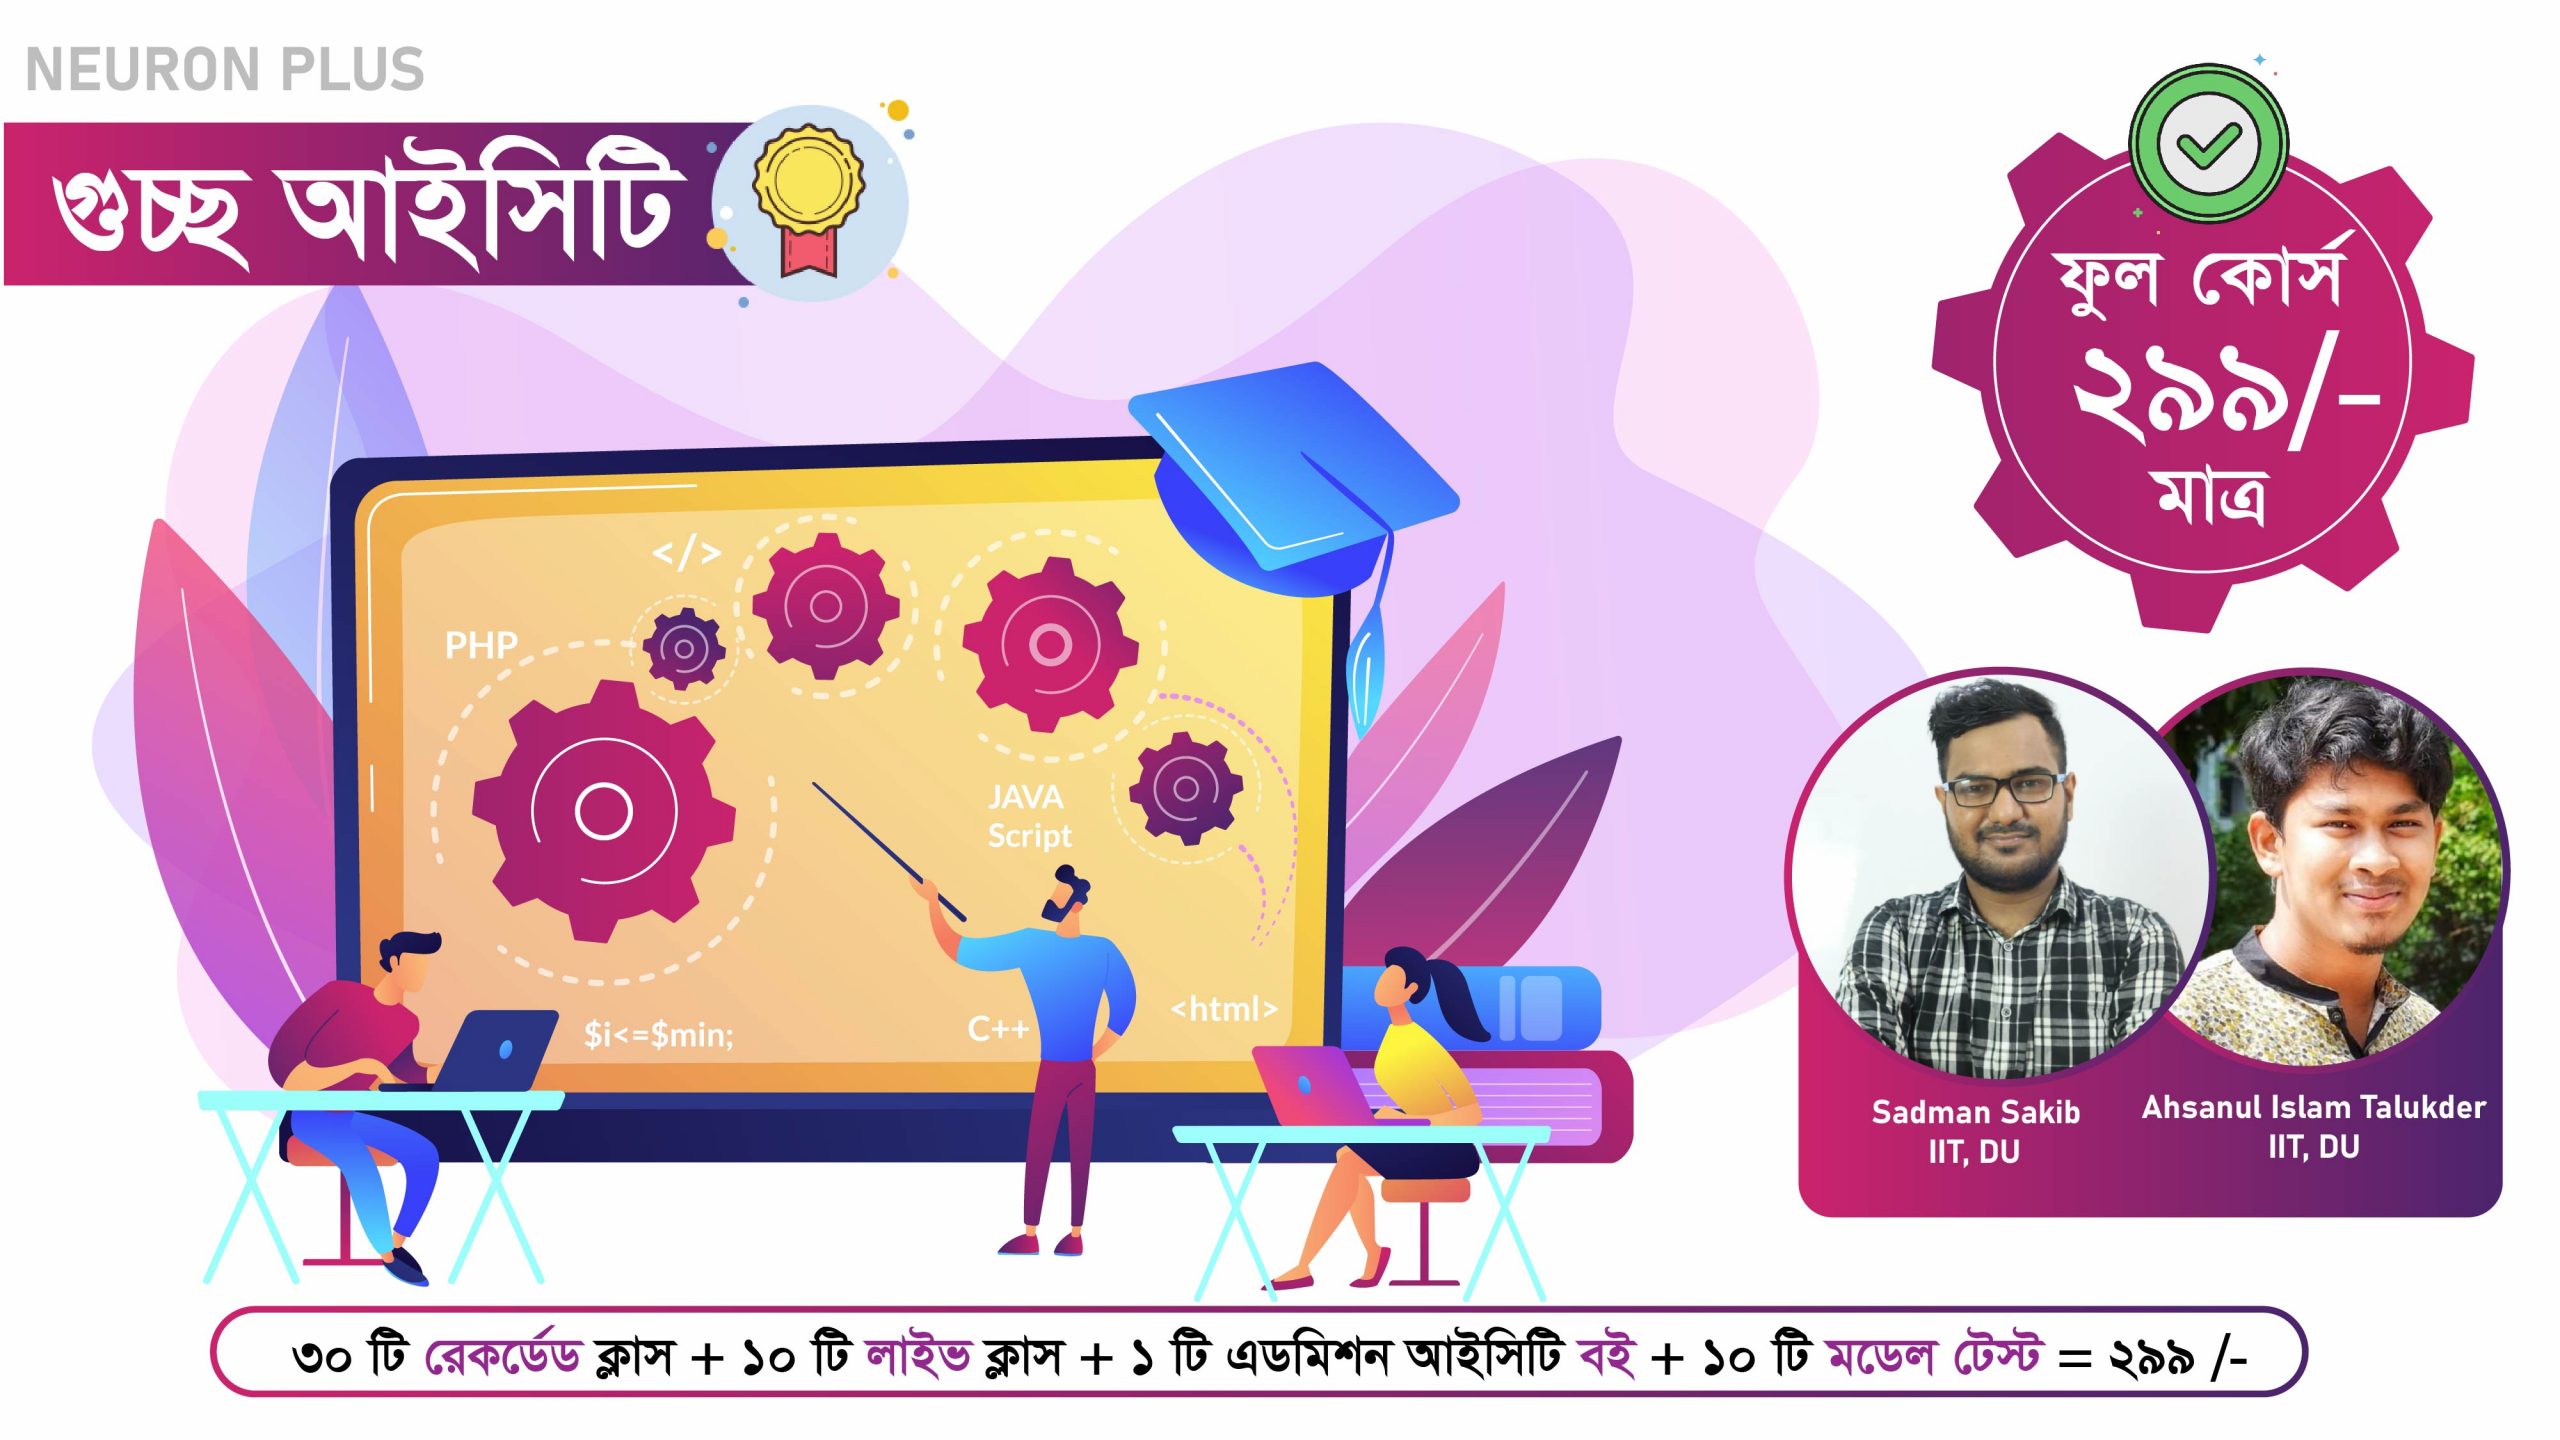 NEURON PLUS
গুচ্ছ আইসিটি
ফুল কোর্স
২৯৯/-
মাত্র
</>
PHP
JAVA
Script
$i<=$min;
C++
<html>
Sadman Sakib
IIT, DU
Ahsanul Islam Talukder
IIT, DU
৩০ টি রেকর্ডেড ক্লাস + ১০ টি লাইভ ক্লাস + ১ টি এডমিশন আইসিটি বই + ১০ টি মডেল টেস্ট = ২৯৯ /-